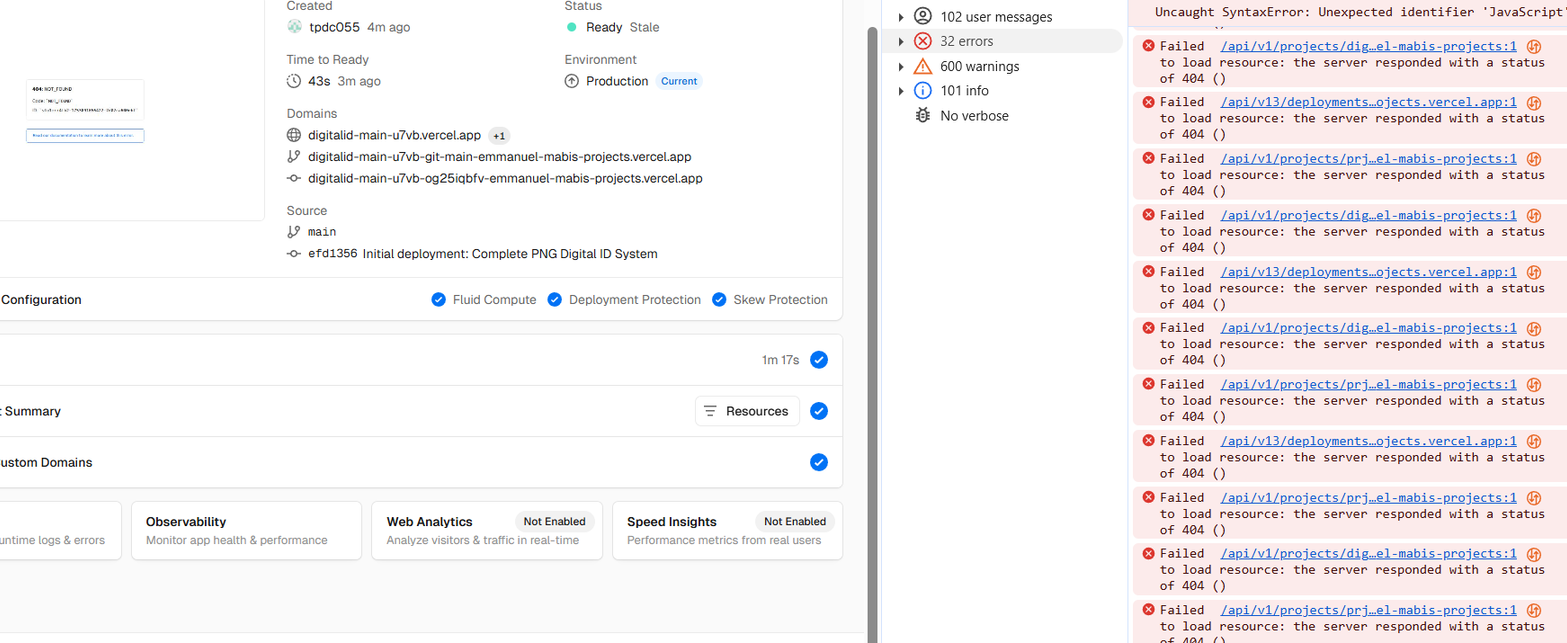 Created
Status
tpdc055 4m ago
Ready Stale
Time to Ready
Environment
43s 3m ago
Production Current
404: NOT_FOUND
Domains
digitalid-main-u7vb.vercel.app +1
digitalid-main-u7vb-git-main-emmanuel-mabis-projects.vercel.app
digitalid-main-u7vb-og25iqbfv-emmanuel-mabis-projects.vercel.app
Source
main
efd1356 Initial deployment: Complete PNG Digital ID System
Configuration
Fluid Compute
Deployment Protection
Skew Protection
1m 17s
t Summary
Resources
ustom Domains
untime logs & errors
Observability
Monitor app health & performance
Web Analytics
Not Enabled
Analyze visitors & traffic in real-time
Speed Insights
Not Enabled
Performance metrics from real users
102 user messages
32 errors
600 warnings
101 info
No verbose
Uncaught SyntaxError: Unexpected identifier 'JavaScript'
()
Failed /api/v1/projects/dig…el-mabis-projects:1
to load resource: the server responded with a status
of 404 ()
Failed /api/v13/deployments…ojects.vercel.app:1
to load resource: the server responded with a status
of 404 ()
Failed /api/v1/projects/prj…el-mabis-projects:1
to load resource: the server responded with a status
of 404 ()
Failed /api/v1/projects/dig…el-mabis-projects:1
to load resource: the server responded with a status
of 404 ()
Failed /api/v13/deployments…ojects.vercel.app:1
to load resource: the server responded with a status
of 404 ()
Failed /api/v1/projects/dig…el-mabis-projects:1
to load resource: the server responded with a status
of 404 ()
Failed /api/v1/projects/prj…el-mabis-projects:1
to load resource: the server responded with a status
of 404 ()
Failed /api/v13/deployments…ojects.vercel.app:1
to load resource: the server responded with a status
of 404 ()
Failed /api/v1/projects/prj…el-mabis-projects:1
to load resource: the server responded with a status
of 404 ()
Failed /api/v1/projects/dig…el-mabis-projects:1
to load resource: the server responded with a status
of 404 ()
Failed /api/v1/projects/prj…el-mabis-projects:1
to load resource: the server responded with a status
of 404 ()